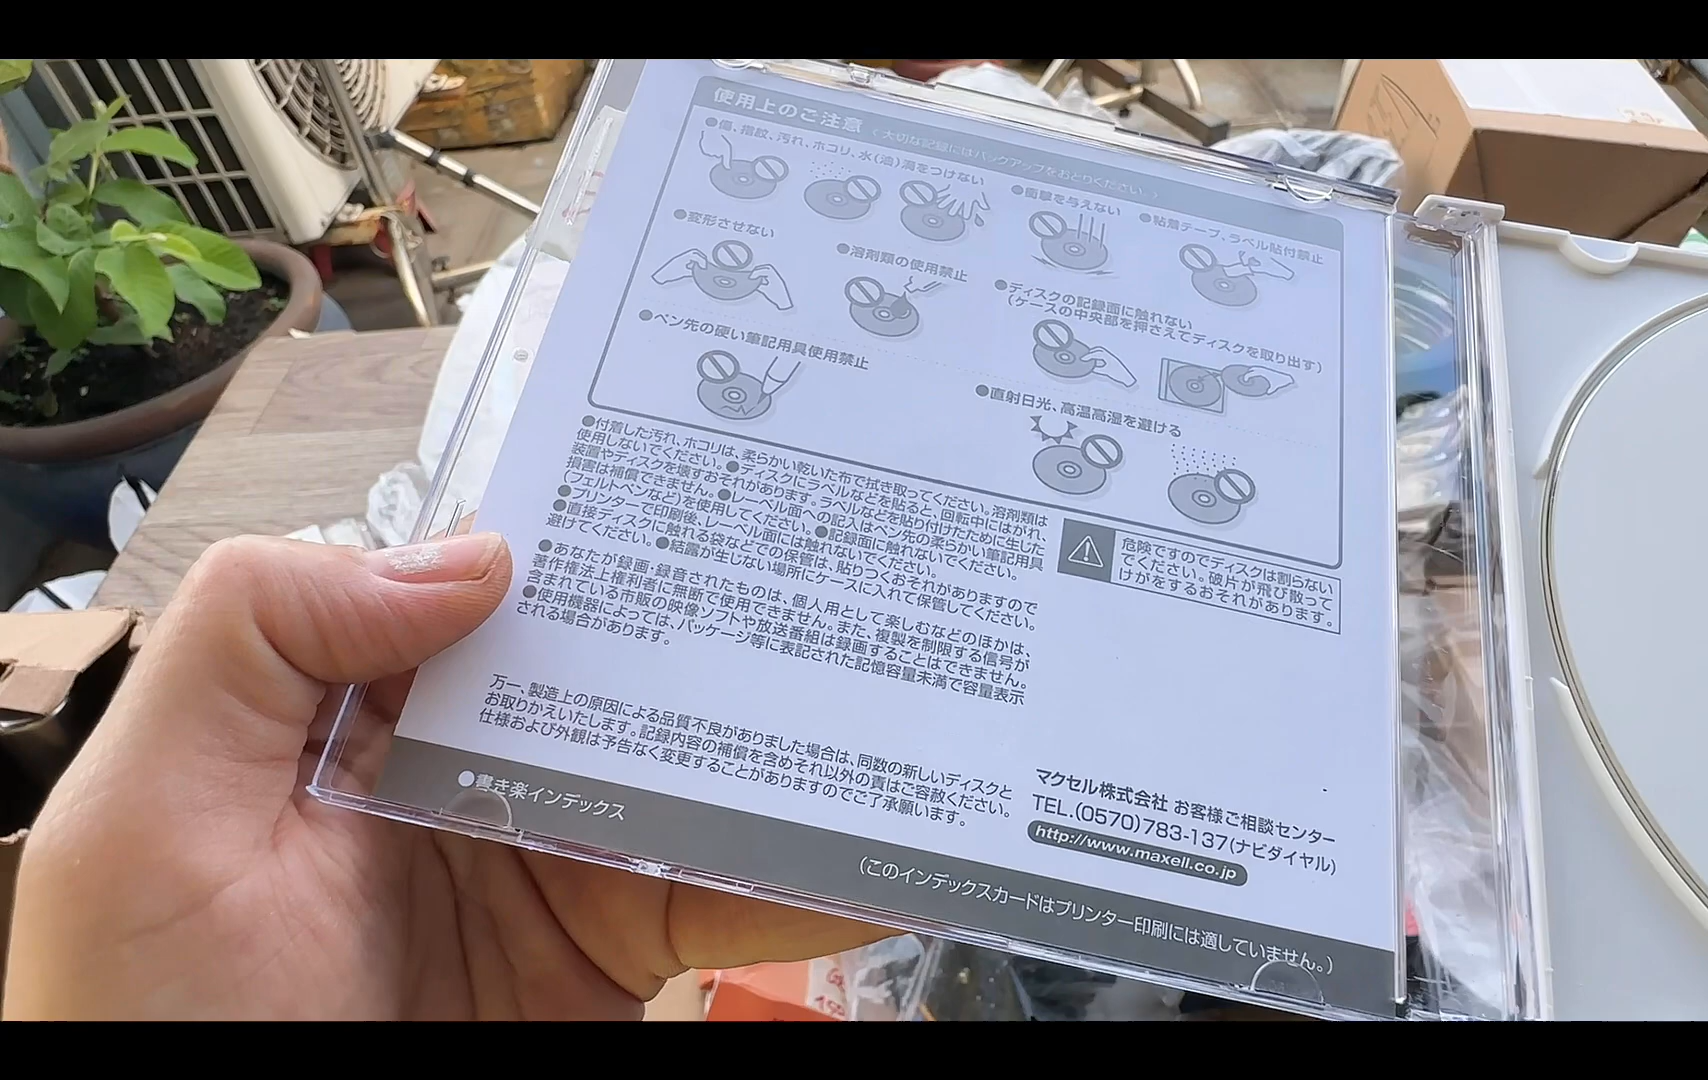 使用上のご注意 (大切な記録にはバックアップをおとりください。)
●傷、指紋、汚れ、ホコリ、水(油)滴をつけない
●衝撃を与えない
●粘着テープ、ラベル貼付禁止
●変形させない
●溶剤類の使用禁止
●ディスクの記録面に触れない
(ケースの中央部を押さえてディスクを取り出す)
●ペン先の硬い筆記用具使用禁止
●直射日光、高温高湿を避ける
●付着した汚れ、ホコリは、柔らかい乾いた布で拭き取ってください。溶剤類は
使用しないでください。●ディスクにラベルなどを貼ると、回転中にはがれ、
装置やディスクを壊すおそれがあります。ラベルなどを貼り付けたために生じた
損害は補償できません。●レーベル面への記入はペン先の柔らかい筆記用具
(フェルトペンなど)を使用してください。●記録面に触れないでください。
●プリンターで印刷後、レーベル面には触れないでください。
●直接ディスクに触れる袋などでの保管は、貼りつくおそれがありますので
避けてください。●結露が生じない場所にケースに入れて保管してください。
●あなたが録画・録音されたものは、個人用として楽しむなどのほかは、
著作権法上権利者に無断で使用できません。また、複製を制限する信号が
含まれている市販の映像ソフトや放送番組は録画することはできません。
●使用機器によっては、パッケージ等に表記された記憶容量未満で容量表示
される場合があります。
危険ですのでディスクは割らない
でください。破片が飛び散って
けがをするおそれがあります。
万一、製造上の原因による品質不良がありました場合は、同数の新しいディスクと
お取りかえいたします。記録内容の補償を含めそれ以外の責はご容赦ください。
仕様および外観は予告なく変更することがありますのでご了承願います。
マクセル株式会社 お客様ご相談センター
TEL.(0570)783-137(ナビダイヤル)
http://www.maxell.co.jp
●書き楽インデックス
(このインデックスカードはプリンター印刷には適していません。)